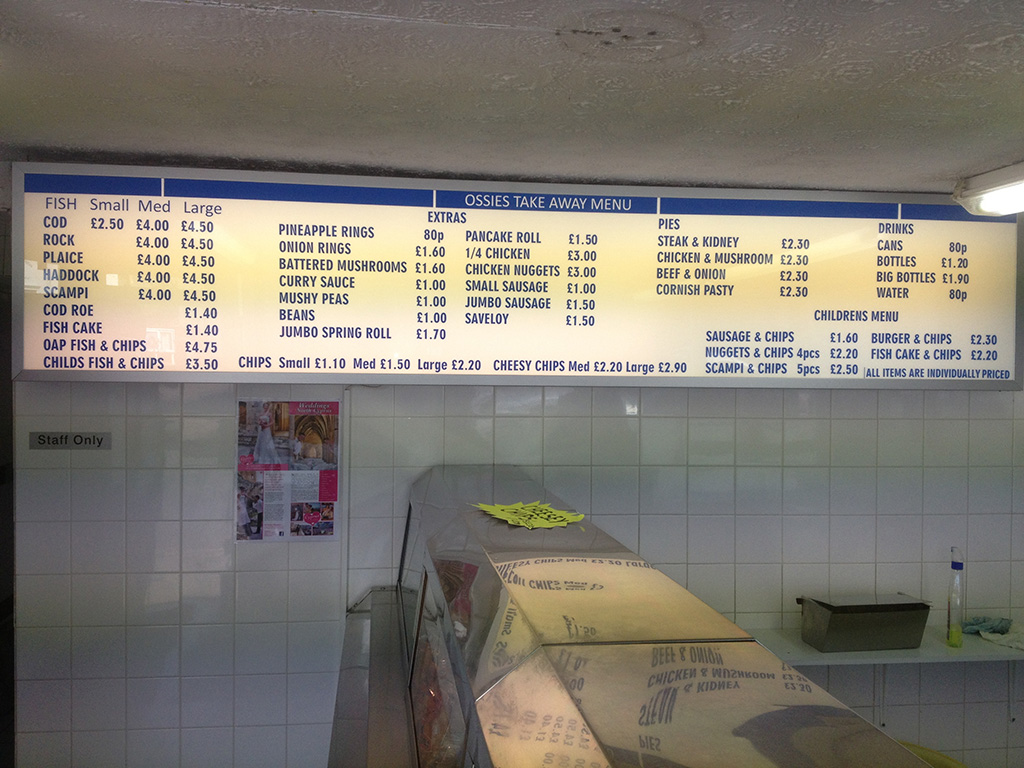 OSSIES TAKE AWAY MENU
FISH Small Med Large
COD £2.50 £4.00 £4.50
ROCK £4.00 £4.50
PLAICE £4.00 £4.50
HADDOCK £4.00 £4.50
SCAMPI £4.00 £4.50
COD ROE £1.40
FISH CAKE £1.40
OAP FISH & CHIPS £4.75
CHILDS FISH & CHIPS £3.50
EXTRAS
PINEAPPLE RINGS 80p
ONION RINGS £1.60
BATTERED MUSHROOMS £1.60
CURRY SAUCE £1.00
MUSHY PEAS £1.00
BEANS £1.00
JUMBO SPRING ROLL £1.70
PANCAKE ROLL £1.50
1/4 CHICKEN £3.00
CHICKEN NUGGETS £3.00
SMALL SAUSAGE £1.00
JUMBO SAUSAGE £1.50
SAVELOY £1.50
CHIPS Small £1.10 Med £1.50 Large £2.20 CHEESY CHIPS Med £2.20 Large £2.90
PIES
STEAK & KIDNEY £2.30
CHICKEN & MUSHROOM £2.30
BEEF & ONION £2.30
CORNISH PASTY £2.30
DRINKS
CANS 80p
BOTTLES £1.20
BIG BOTTLES £1.90
WATER 80p
CHILDRENS MENU
SAUSAGE & CHIPS £1.60
NUGGETS & CHIPS 4pcs £2.20
SCAMPI & CHIPS 5pcs £2.50
BURGER & CHIPS £2.30
FISH CAKE & CHIPS £2.20
ALL ITEMS ARE INDIVIDUALLY PRICED
Staff Only
Weddings